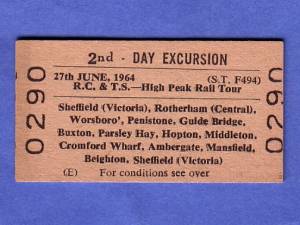 2nd - DAY EXCURSION
27th JUNE, 1964 (S.T. F494)
R.C. & T.S.—High Peak Rail Tour
Sheffield (Victoria), Rotherham (Central),
Worsboro', Penistone, Guide Bridge,
Buxton, Parsley Hay, Hopton, Middleton,
Cromford Wharf, Ambergate, Mansfield,
Beighton, Sheffield (Victoria)
(E) For conditions see over
0290
0290